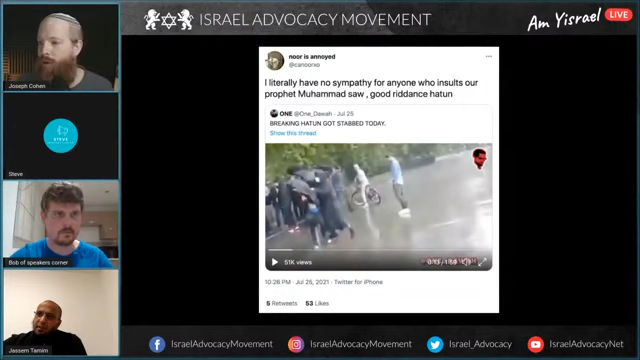 ISRAEL ADVOCACY MOVEMENT
Am Yisrael LIVE
Joseph Cohen
STEVE
Steve
Bob of speakers corner
Jassem Tamim
noor is annoyed
@canoorxo
I literally have no sympathy for anyone who insults our
prophet Muhammad saw , good riddance hatun
ONE @One_Dawah · Jul 25
BREAKING HATUN GOT STABBED TODAY.
Show this thread
51K views
10:26 PM · Jul 25, 2021 · Twitter for iPhone
5 Retweets 53 Likes
IsraelAdvocacyMovement
IsraelAdvocacyMovement
Israel_Advocacy
IsraelAdvocacyNet